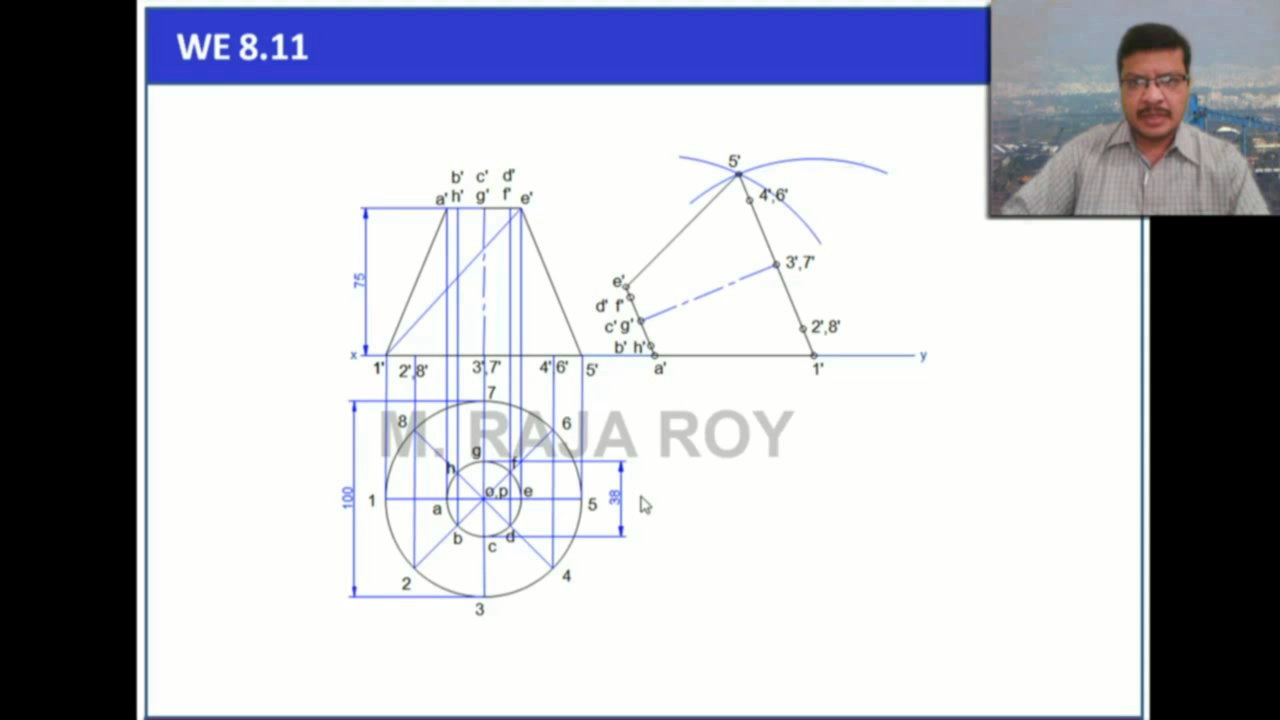 WE 8.11
b' c' d'
a' h' g' f' e'
75
x
1' 2',8' 3',7' 4' 6' 5'
5'
4',6'
3',7'
2',8'
e'
d' f'
c' g'
b' h'
a' 1'
y
7
8 6
M. RAJA ROY
g
h f
1 a o,p e 5
100
38
b c d
2 4
3